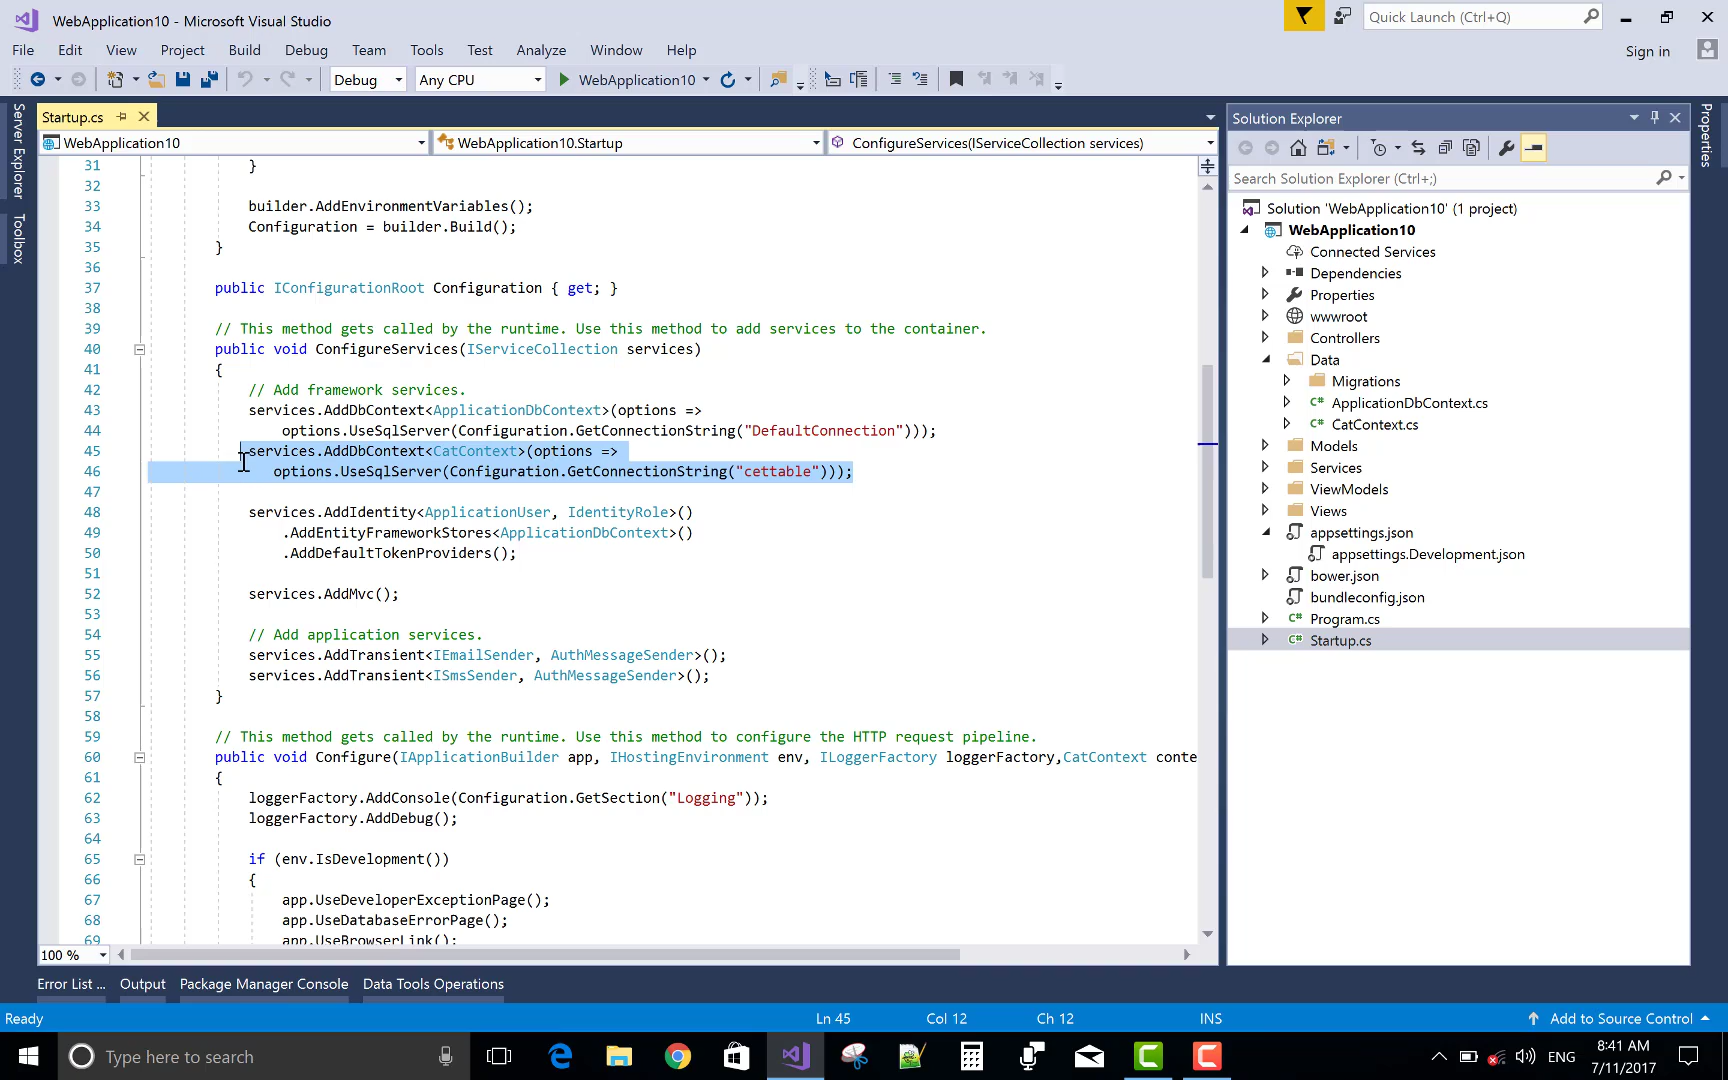 WebApplication10 - Microsoft Visual Studio
Quick Launch (Ctrl+Q)
File Edit View Project Build Debug Team Tools Test Analyze Window Help
Sign in
Debug Any CPU WebApplication10
Server Explorer
Toolbox
Startup.cs
WebApplication10 WebApplication10.Startup ConfigureServices(IServiceCollection services)
31 }
32
33 builder.AddEnvironmentVariables();
34 Configuration = builder.Build();
35 }
36
37 public IConfigurationRoot Configuration { get; }
38
39 // This method gets called by the runtime. Use this method to add services to the container.
40 public void ConfigureServices(IServiceCollection services)
41 {
42 // Add framework services.
43 services.AddDbContext<ApplicationDbContext>(options =>
44 options.UseSqlServer(Configuration.GetConnectionString("DefaultConnection")));
45 services.AddDbContext<CatContext>(options =>
46 options.UseSqlServer(Configuration.GetConnectionString("cettable")));
47
48 services.AddIdentity<ApplicationUser, IdentityRole>()
49 .AddEntityFrameworkStores<ApplicationDbContext>()
50 .AddDefaultTokenProviders();
51
52 services.AddMvc();
53
54 // Add application services.
55 services.AddTransient<IEmailSender, AuthMessageSender>();
56 services.AddTransient<ISmsSender, AuthMessageSender>();
57 }
58
59 // This method gets called by the runtime. Use this method to configure the HTTP request pipeline.
60 public void Configure(IApplicationBuilder app, IHostingEnvironment env, ILoggerFactory loggerFactory,CatContext conte
61 {
62 loggerFactory.AddConsole(Configuration.GetSection("Logging"));
63 loggerFactory.AddDebug();
64
65 if (env.IsDevelopment())
66 {
67 app.UseDeveloperExceptionPage();
68 app.UseDatabaseErrorPage();
69 app.UseBrowserLink();
100 %
Solution Explorer
Search Solution Explorer (Ctrl+;)
Solution 'WebApplication10' (1 project)
WebApplication10
Connected Services
Dependencies
Properties
wwwroot
Controllers
Data
Migrations
C# ApplicationDbContext.cs
C# CatContext.cs
Models
Services
ViewModels
Views
appsettings.json
appsettings.Development.json
bower.json
bundleconfig.json
C# Program.cs
C# Startup.cs
Properties
Error List ... Output Package Manager Console Data Tools Operations
Ready Ln 45 Col 12 Ch 12 INS Add to Source Control
Type here to search
ENG
8:41 AM
7/11/2017